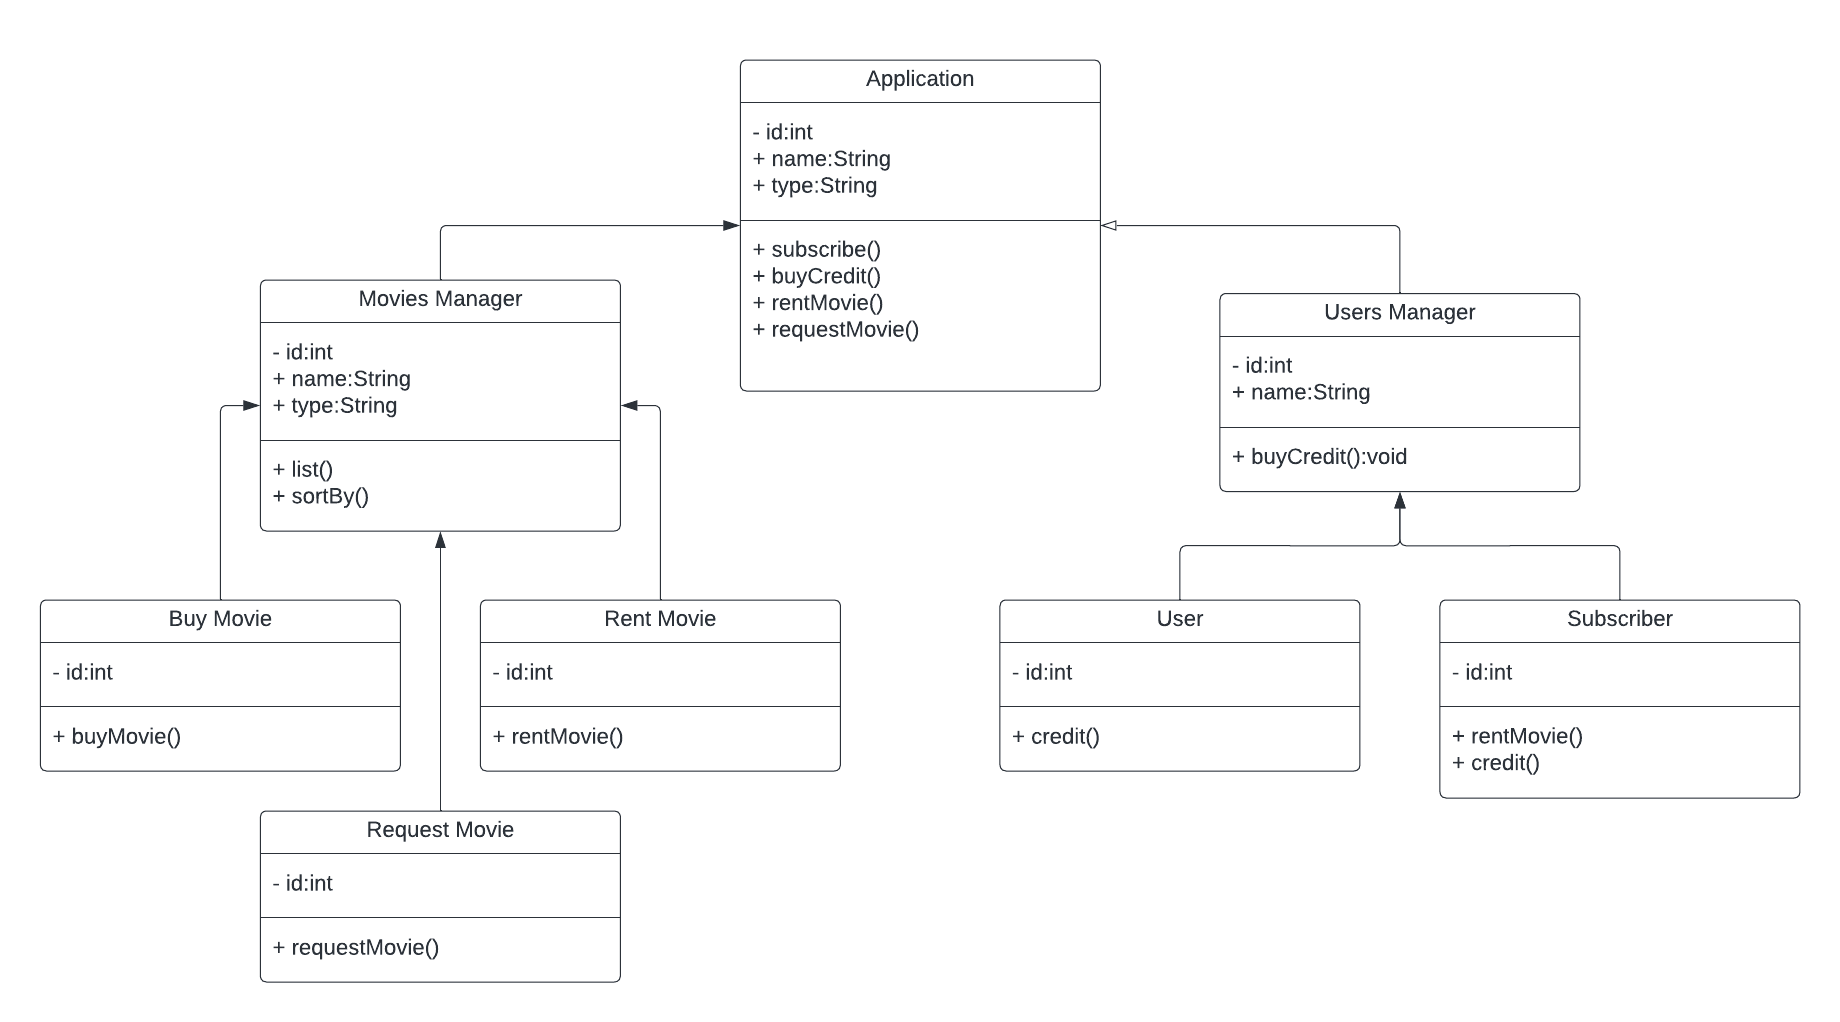 Application
- id:int
+ name:String
+ type:String
+ subscribe()
+ buyCredit()
+ rentMovie()
+ requestMovie()
Movies Manager
- id:int
+ name:String
+ type:String
+ list()
+ sortBy()
Users Manager
- id:int
+ name:String
+ buyCredit():void
Buy Movie
- id:int
+ buyMovie()
Rent Movie
- id:int
+ rentMovie()
User
- id:int
+ credit()
Subscriber
- id:int
+ rentMovie()
+ credit()
Request Movie
- id:int
+ requestMovie()